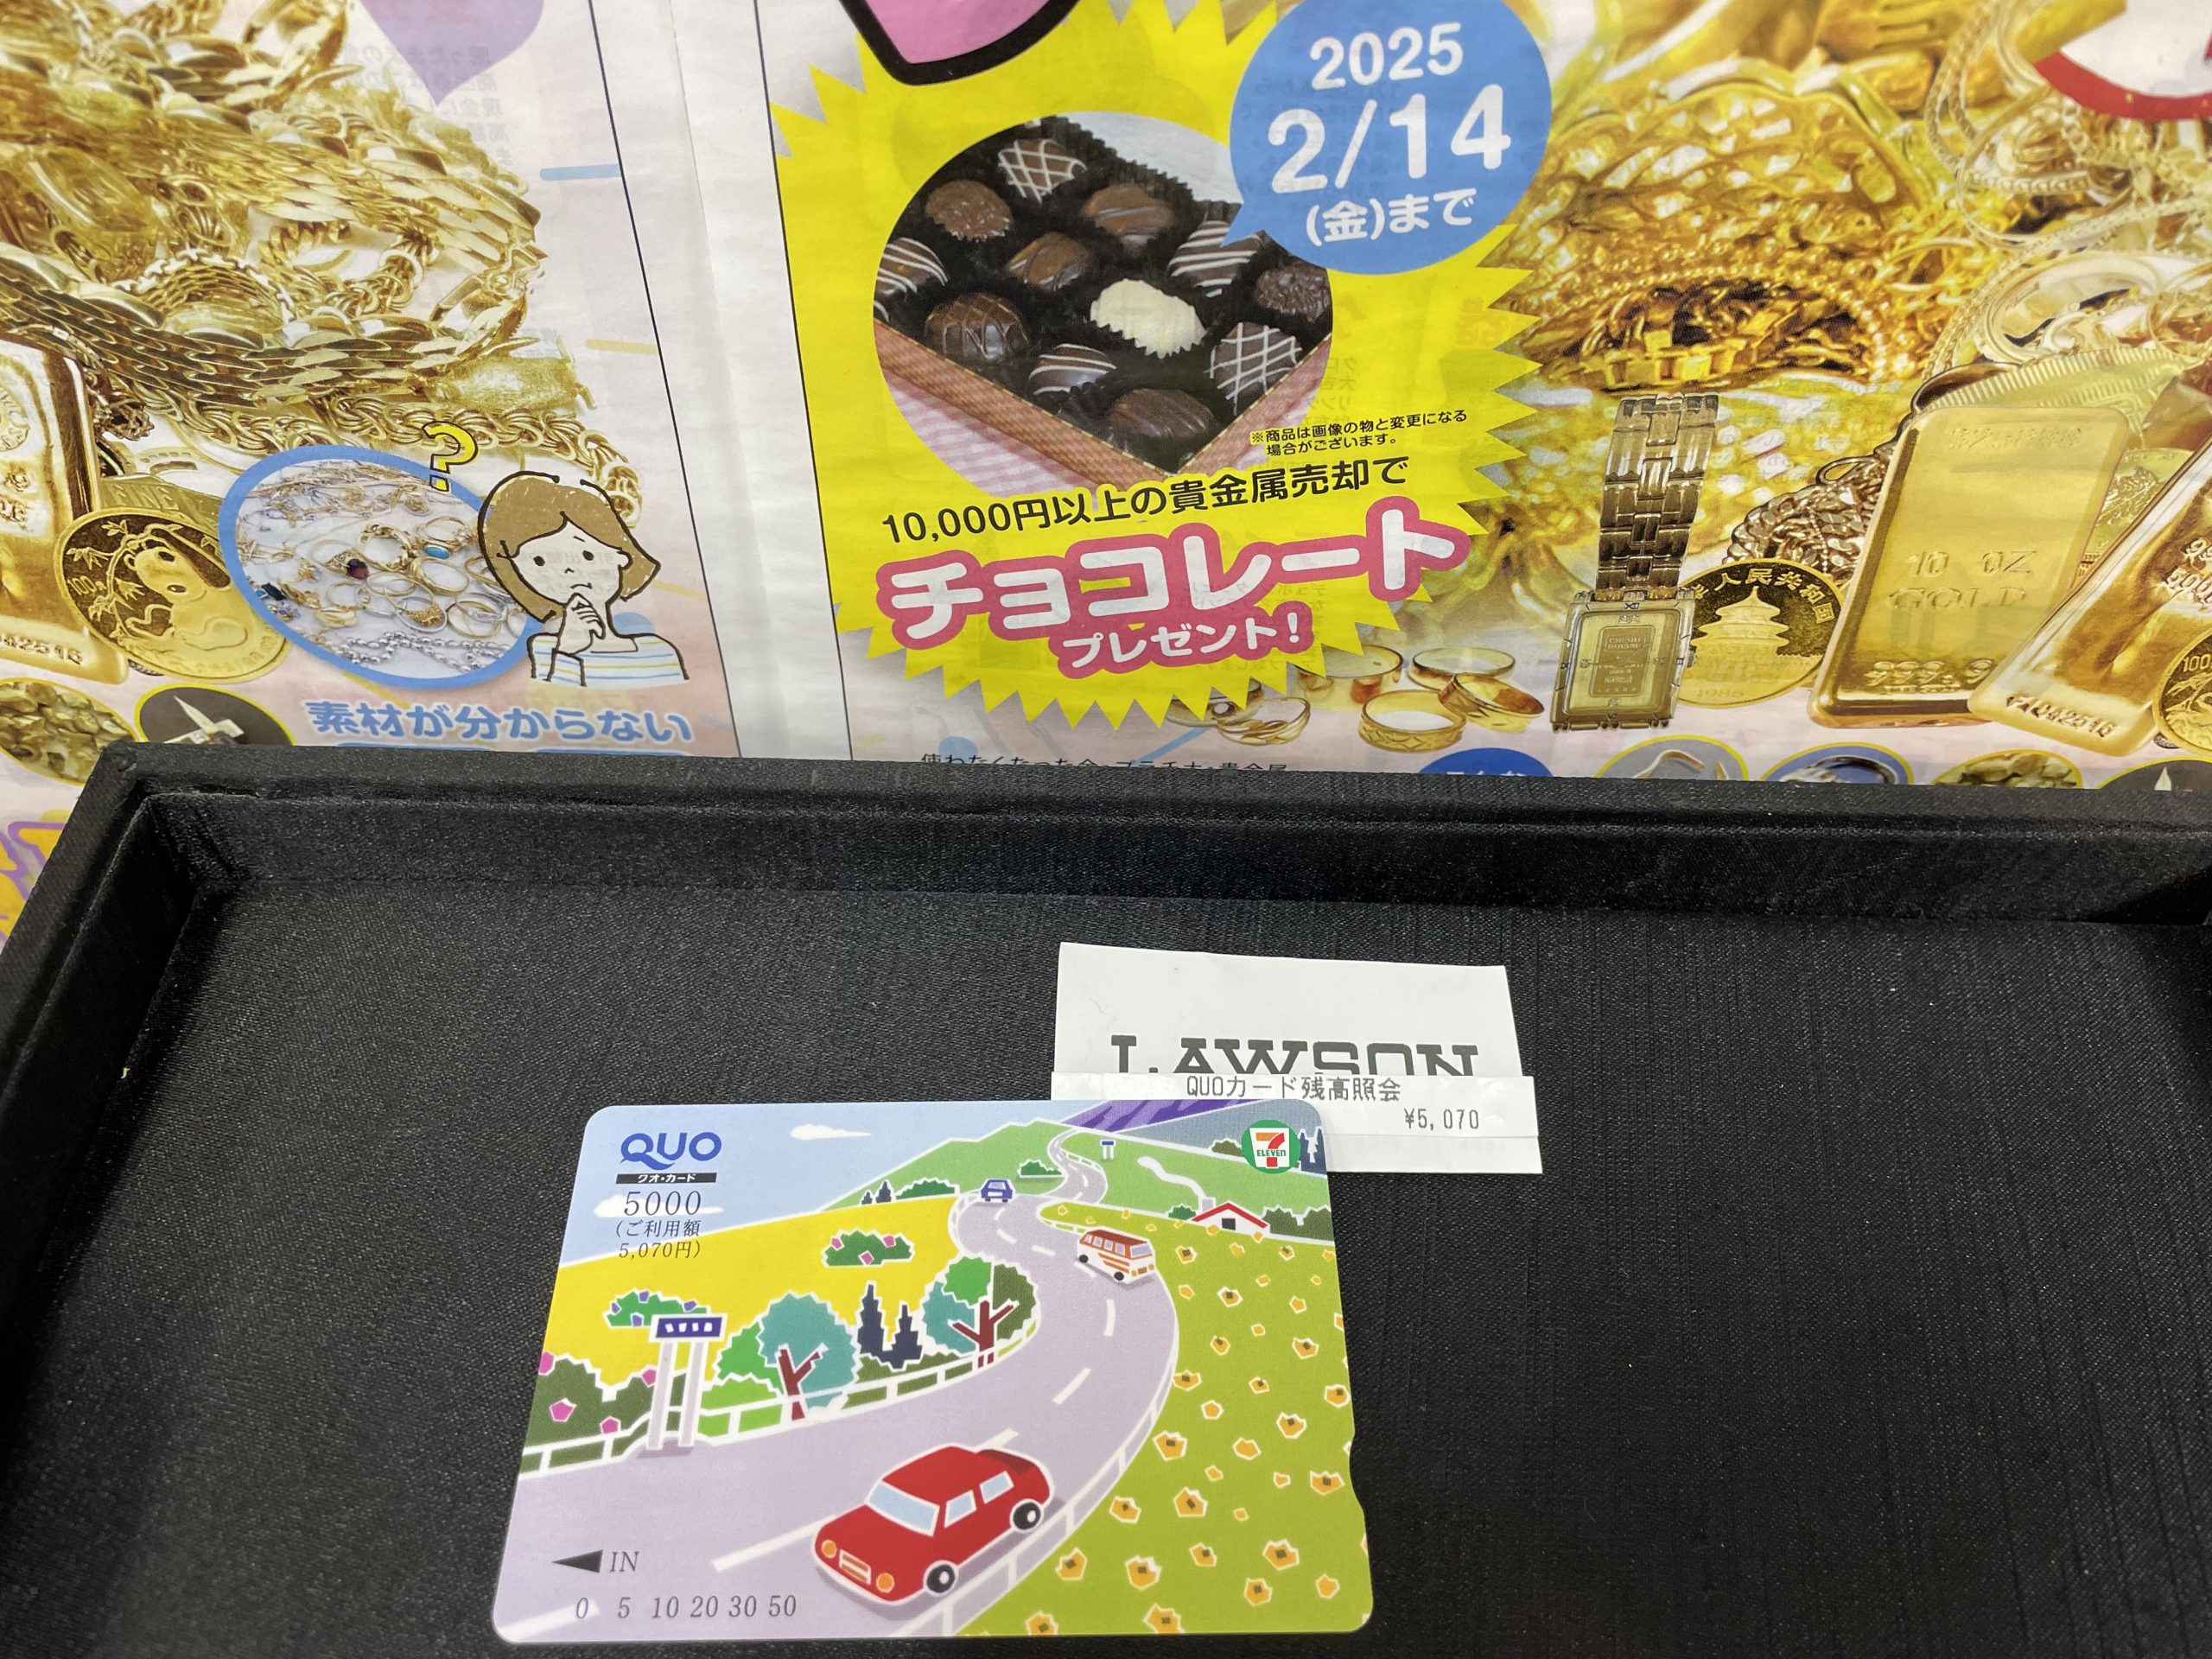 2025
2/14
(金)まで
※商品は画像の物と変更になる
場合がございます。
10,000円以上の貴金属売却で
チョコレート
プレゼント!
?
素材が分からない
10 OZ
GOLD
999.9
LAWSON
QUOカード残高照会
¥5,070
QUO
クオ・カード
5000
(ご利用額
5,070円)
7
ELEVEN
IN
0 5 10 20 30 50